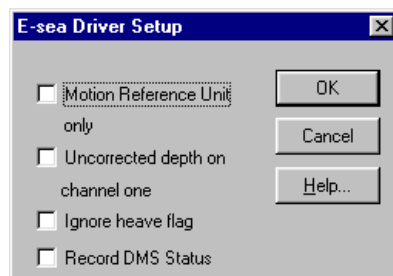 E-sea Driver Setup
Motion Reference Unit
only
Uncorrected depth on
channel one
Ignore heave flag
Record DMS Status
OK
Cancel
Help...